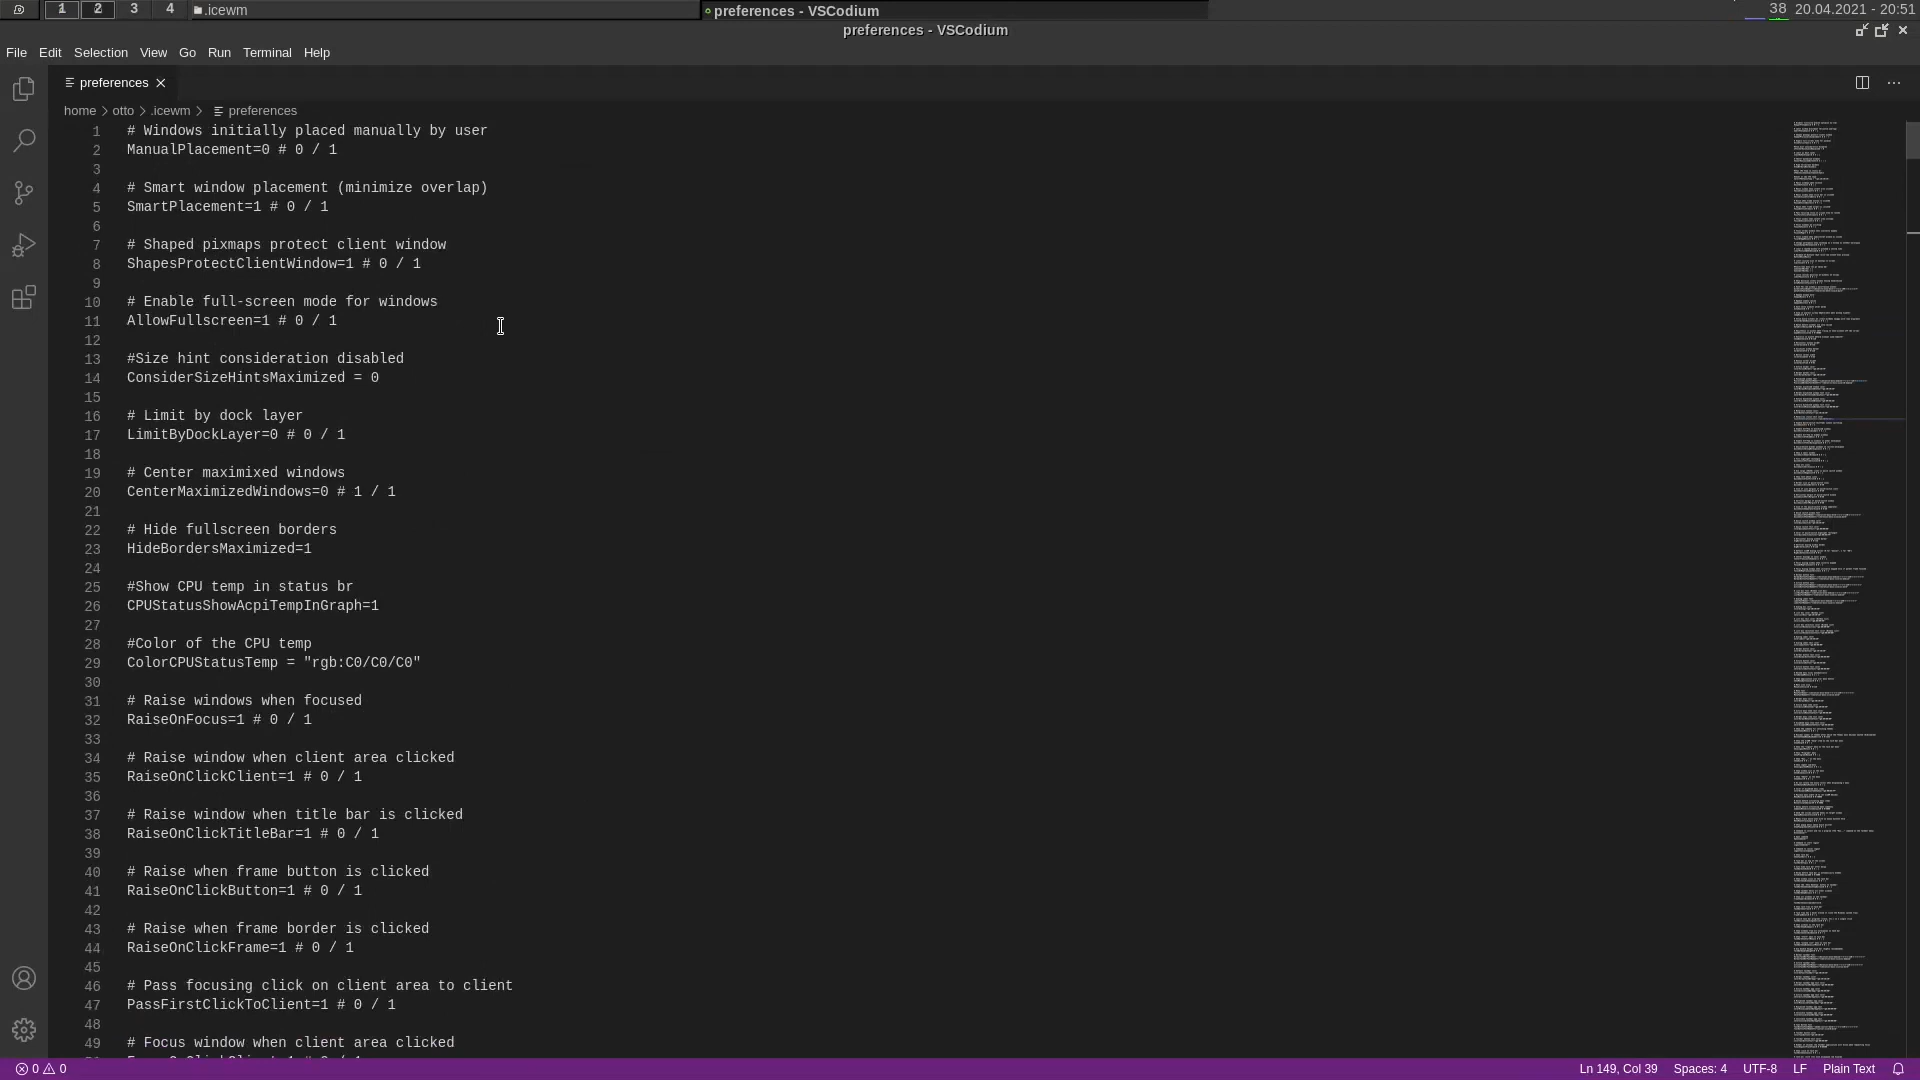 1 2 3 4 .icewm preferences - VSCodium 38 20.04.2021 - 20:51
preferences - VSCodium
File Edit Selection View Go Run Terminal Help
preferences
home > otto > .icewm > preferences
1 # Windows initially placed manually by user
2 ManualPlacement=0 # 0 / 1
3
4 # Smart window placement (minimize overlap)
5 SmartPlacement=1 # 0 / 1
6
7 # Shaped pixmaps protect client window
8 ShapesProtectClientWindow=1 # 0 / 1
9
10 # Enable full-screen mode for windows
11 AllowFullscreen=1 # 0 / 1
12
13 #Size hint consideration disabled
14 ConsiderSizeHintsMaximized = 0
15
16 # Limit by dock layer
17 LimitByDockLayer=0 # 0 / 1
18
19 # Center maximixed windows
20 CenterMaximizedWindows=0 # 1 / 1
21
22 # Hide fullscreen borders
23 HideBordersMaximized=1
24
25 #Show CPU temp in status br
26 CPUStatusShowAcpiTempInGraph=1
27
28 #Color of the CPU temp
29 ColorCPUStatusTemp = "rgb:C0/C0/C0"
30
31 # Raise windows when focused
32 RaiseOnFocus=1 # 0 / 1
33
34 # Raise window when client area clicked
35 RaiseOnClickClient=1 # 0 / 1
36
37 # Raise window when title bar is clicked
38 RaiseOnClickTitleBar=1 # 0 / 1
39
40 # Raise when frame button is clicked
41 RaiseOnClickButton=1 # 0 / 1
42
43 # Raise when frame border is clicked
44 RaiseOnClickFrame=1 # 0 / 1
45
46 # Pass focusing click on client area to client
47 PassFirstClickToClient=1 # 0 / 1
48
49 # Focus window when client area clicked
0 0 Ln 149, Col 39 Spaces: 4 UTF-8 LF Plain Text